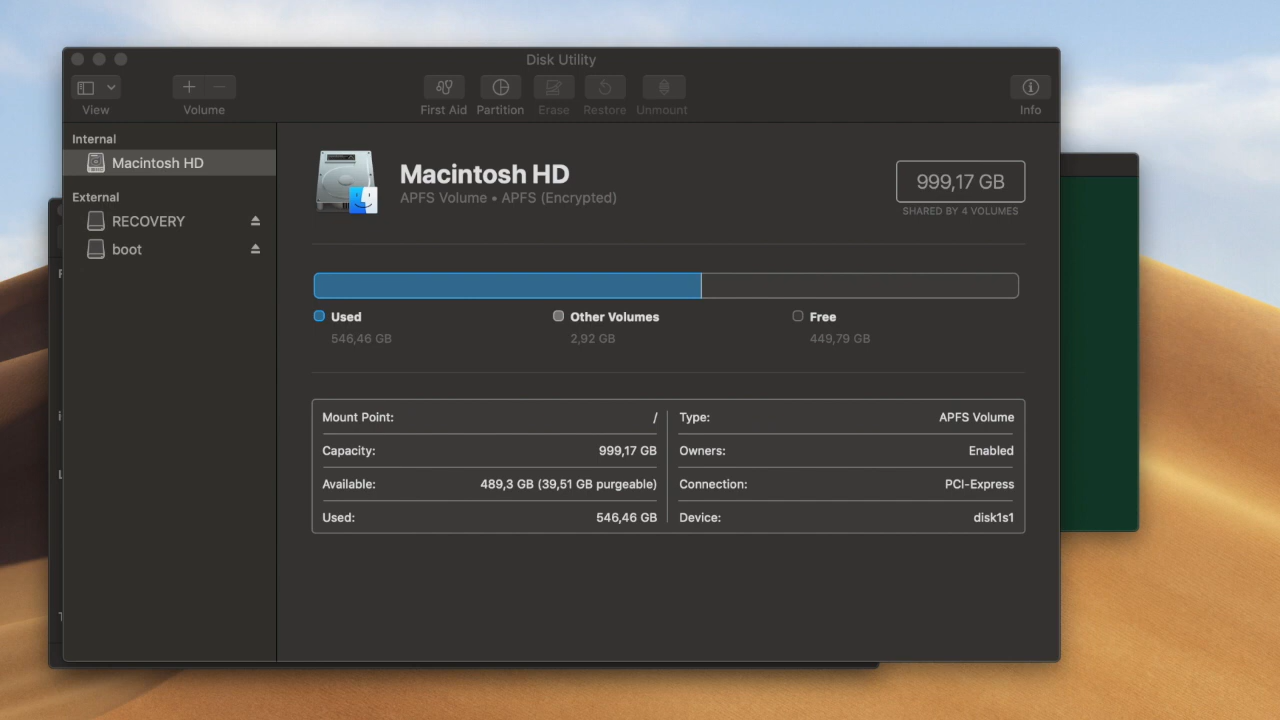 Disk Utility
View
Volume
First Aid
Partition
Erase
Restore
Unmount
Info
Internal
Macintosh HD
External
RECOVERY
boot
Macintosh HD
APFS Volume • APFS (Encrypted)
999,17 GB
SHARED BY 4 VOLUMES
Used
546,46 GB
Other Volumes
2,92 GB
Free
449,79 GB
Mount Point: /
Capacity: 999,17 GB
Available: 489,3 GB (39,51 GB purgeable)
Used: 546,46 GB
Type: APFS Volume
Owners: Enabled
Connection: PCI-Express
Device: disk1s1